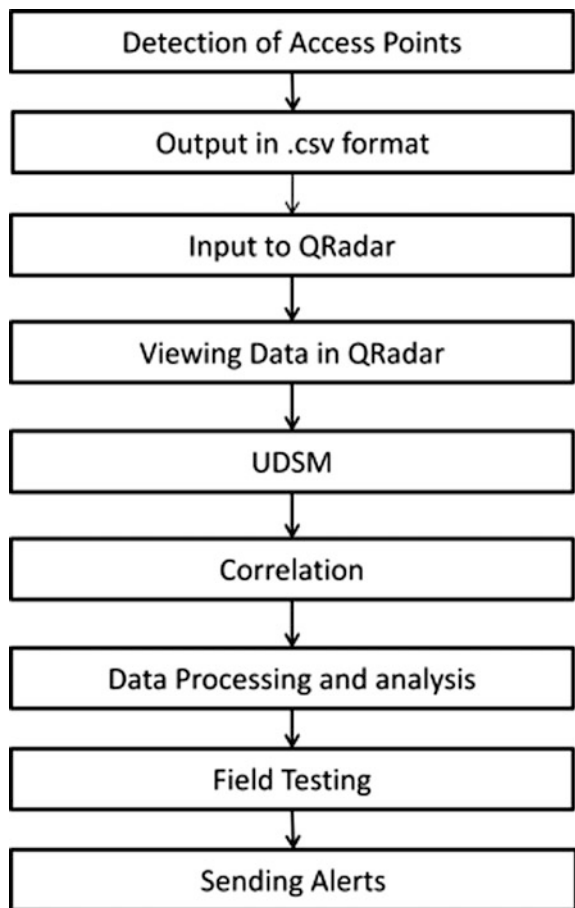 Detection of Access Points
Output in .csv format
Input to QRadar
Viewing Data in QRadar
UDSM
Correlation
Data Processing and analysis
Field Testing
Sending Alerts